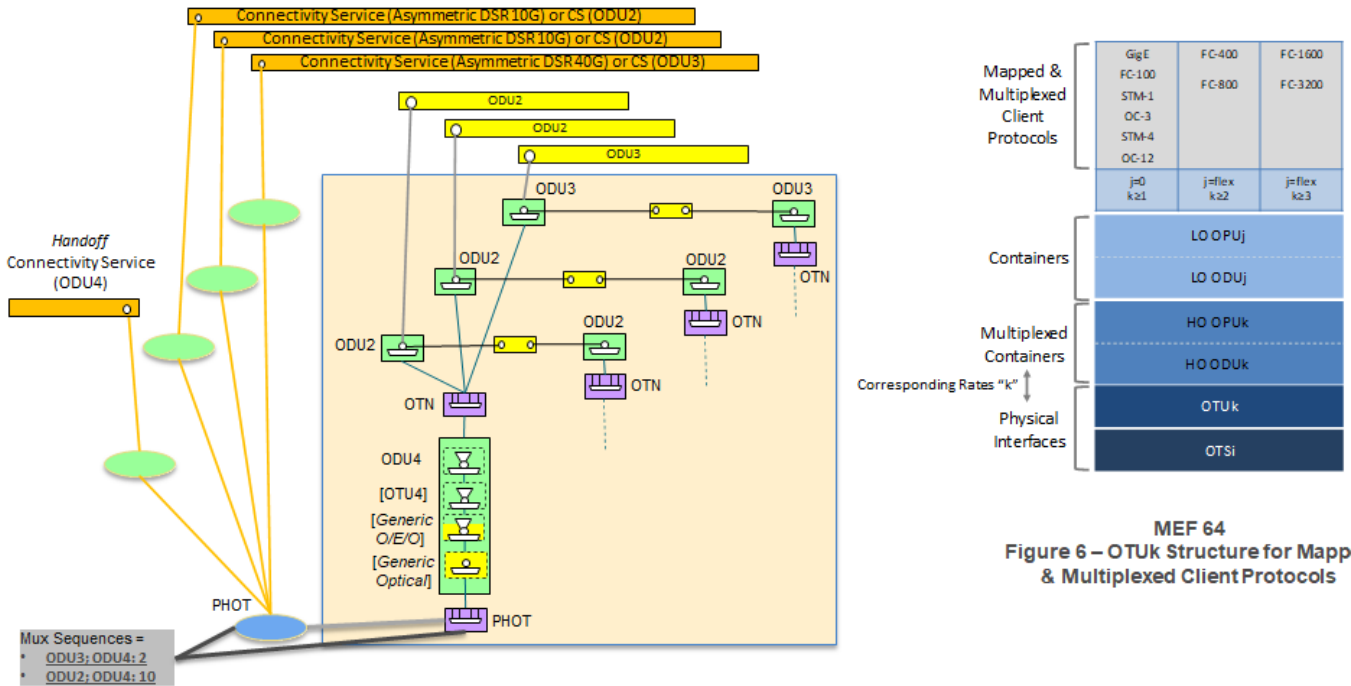 Connectivity Service (Asymmetric DSR 10G) or CS (ODU2)
Connectivity Service (Asymmetric DSR 10G) or CS (ODU2)
Connectivity Service (Asymmetric DSR 40G) or CS (ODU3)
ODU2
ODU2
ODU3
Handoff
Connectivity Service
(ODU4)
ODU3
ODU3
OTN
ODU2
ODU2
OTN
ODU2
ODU2
OTN
OTN
ODU4
[OTU4]
[Generic
O/E/O]
[Generic
Optical]
PHOT
PHOT
Mux Sequences =
• ODU3; ODU4: 2
• ODU2; ODU4: 10
Mapped &
Multiplexed
Client
Protocols
GigE
FC-100
STM-1
OC-3
STM-4
OC-12
FC-400
FC-800
FC-1600
FC-3200
j=0
k≥1
j=flex
k≥2
j=flex
k≥3
Containers
LO OPUj
LO ODUj
Multiplexed
Containers
HO OPUk
HO ODUk
Corresponding Rates "k"
Physical
Interfaces
OTUk
OTSi
MEF 64
Figure 6 – OTUk Structure for Mapp
& Multiplexed Client Protocols